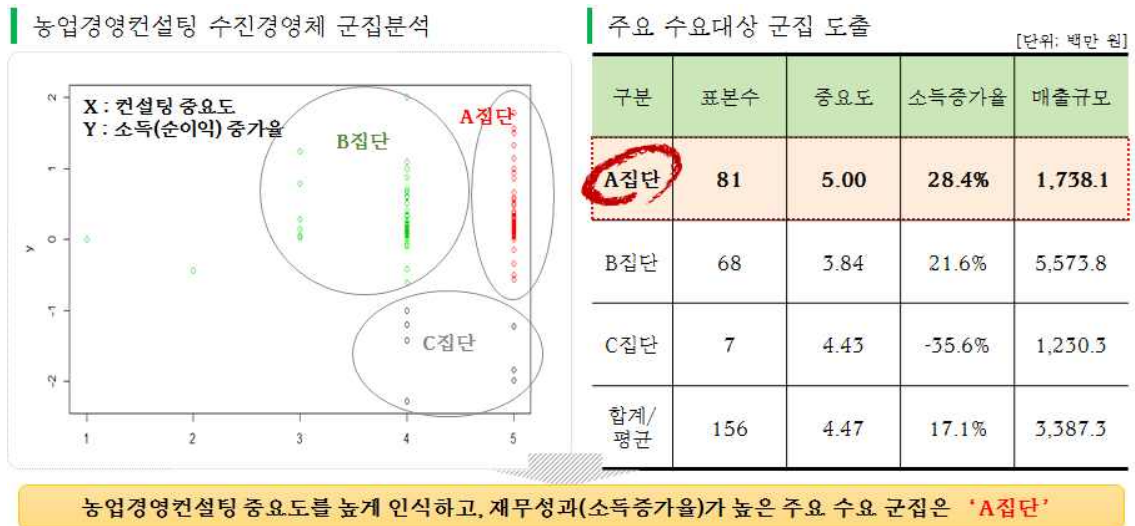 농업경영컨설팅 수진경영체 군집분석
X : 컨설팅 중요도
Y : 소득(순이익) 증가율
A집단
B집단
C집단
y
2
1
0
-1
-2
1 2 3 4 5
주요 수요대상 군집 도출
[단위: 백만 원]
구분 표본수 중요도 소득증가율 매출규모
A집단 81 5.00 28.4% 1,738.1
B집단 68 3.84 21.6% 5,573.8
C집단 7 4.43 -35.6% 1,230.3
합계/
평균 156 4.47 17.1% 3,387.3
농업경영컨설팅 중요도를 높게 인식하고, 재무성과(소득증가율)가 높은 주요 수요 군집은 ‘A집단’